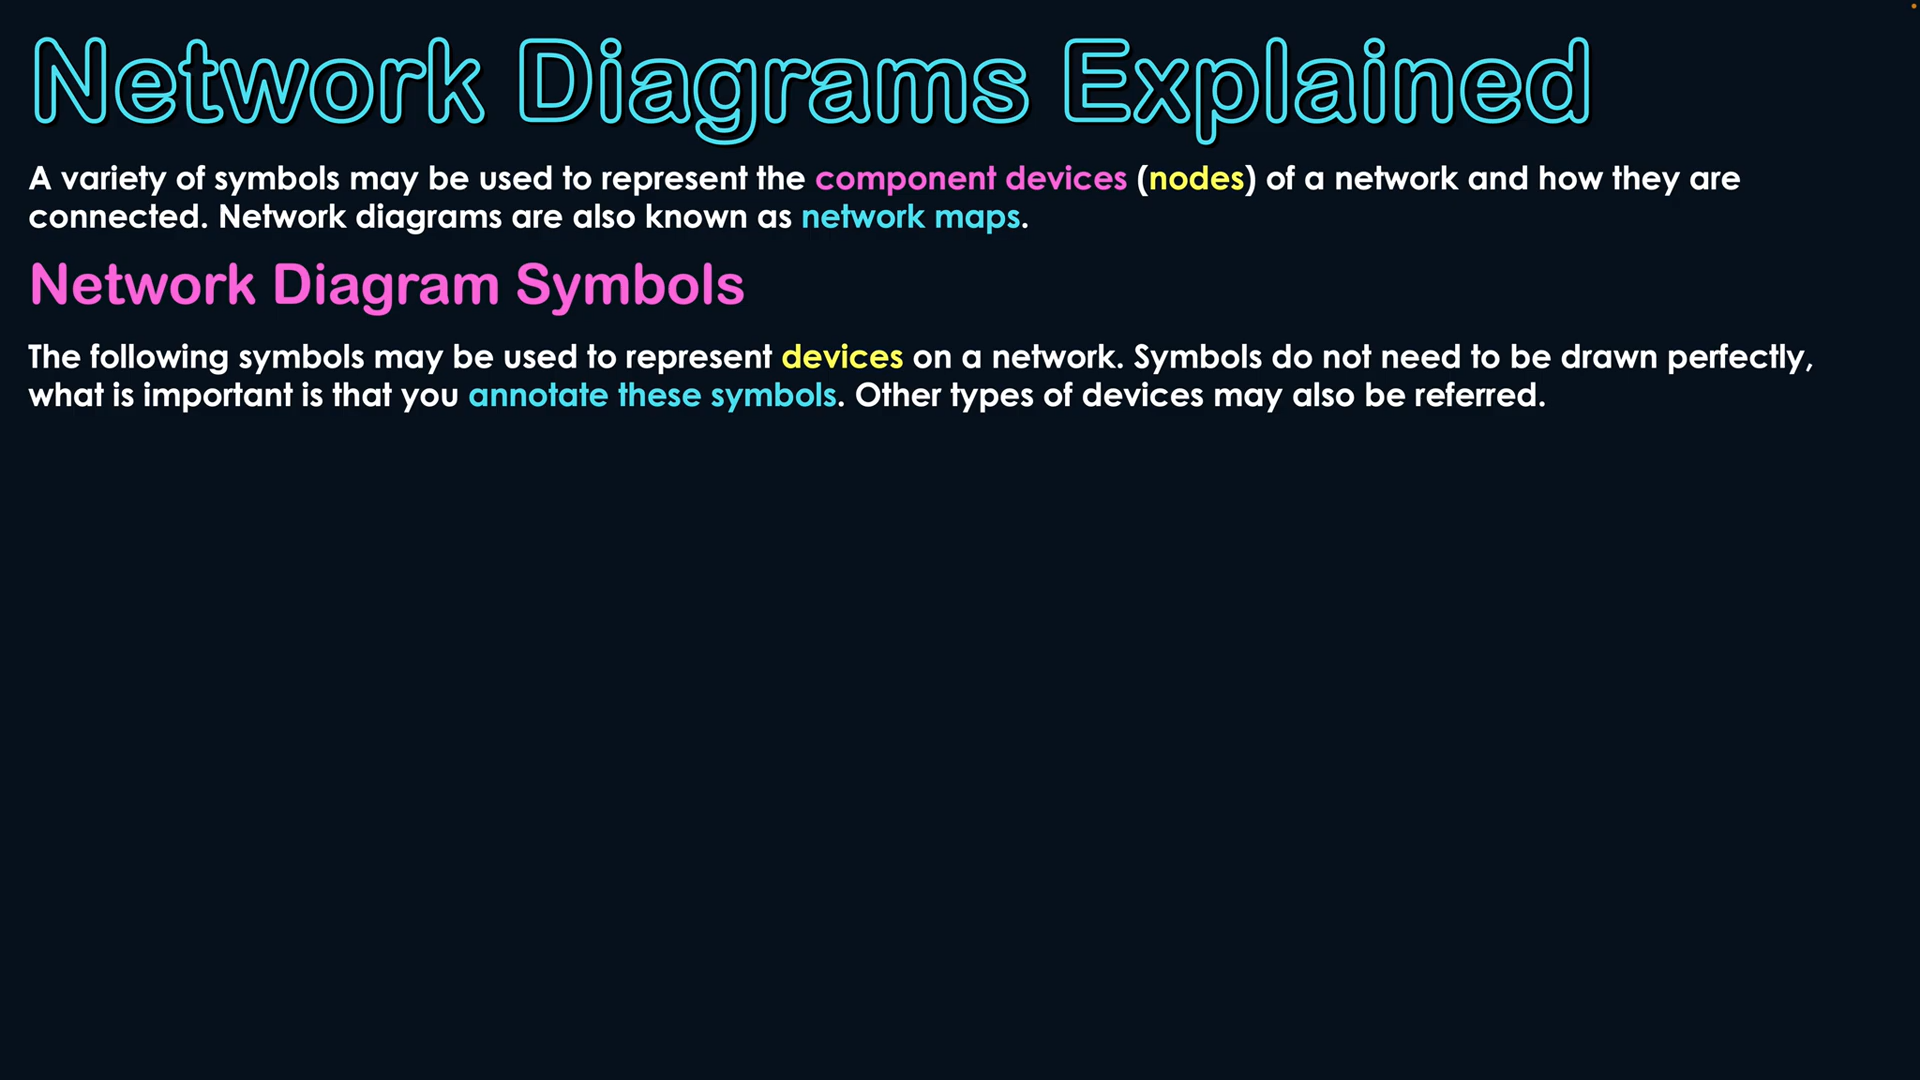 Network Diagrams Explained
A variety of symbols may be used to represent the component devices (nodes) of a network and how they are
connected. Network diagrams are also known as network maps.
Network Diagram Symbols
The following symbols may be used to represent devices on a network. Symbols do not need to be drawn perfectly,
what is important is that you annotate these symbols. Other types of devices may also be referred.